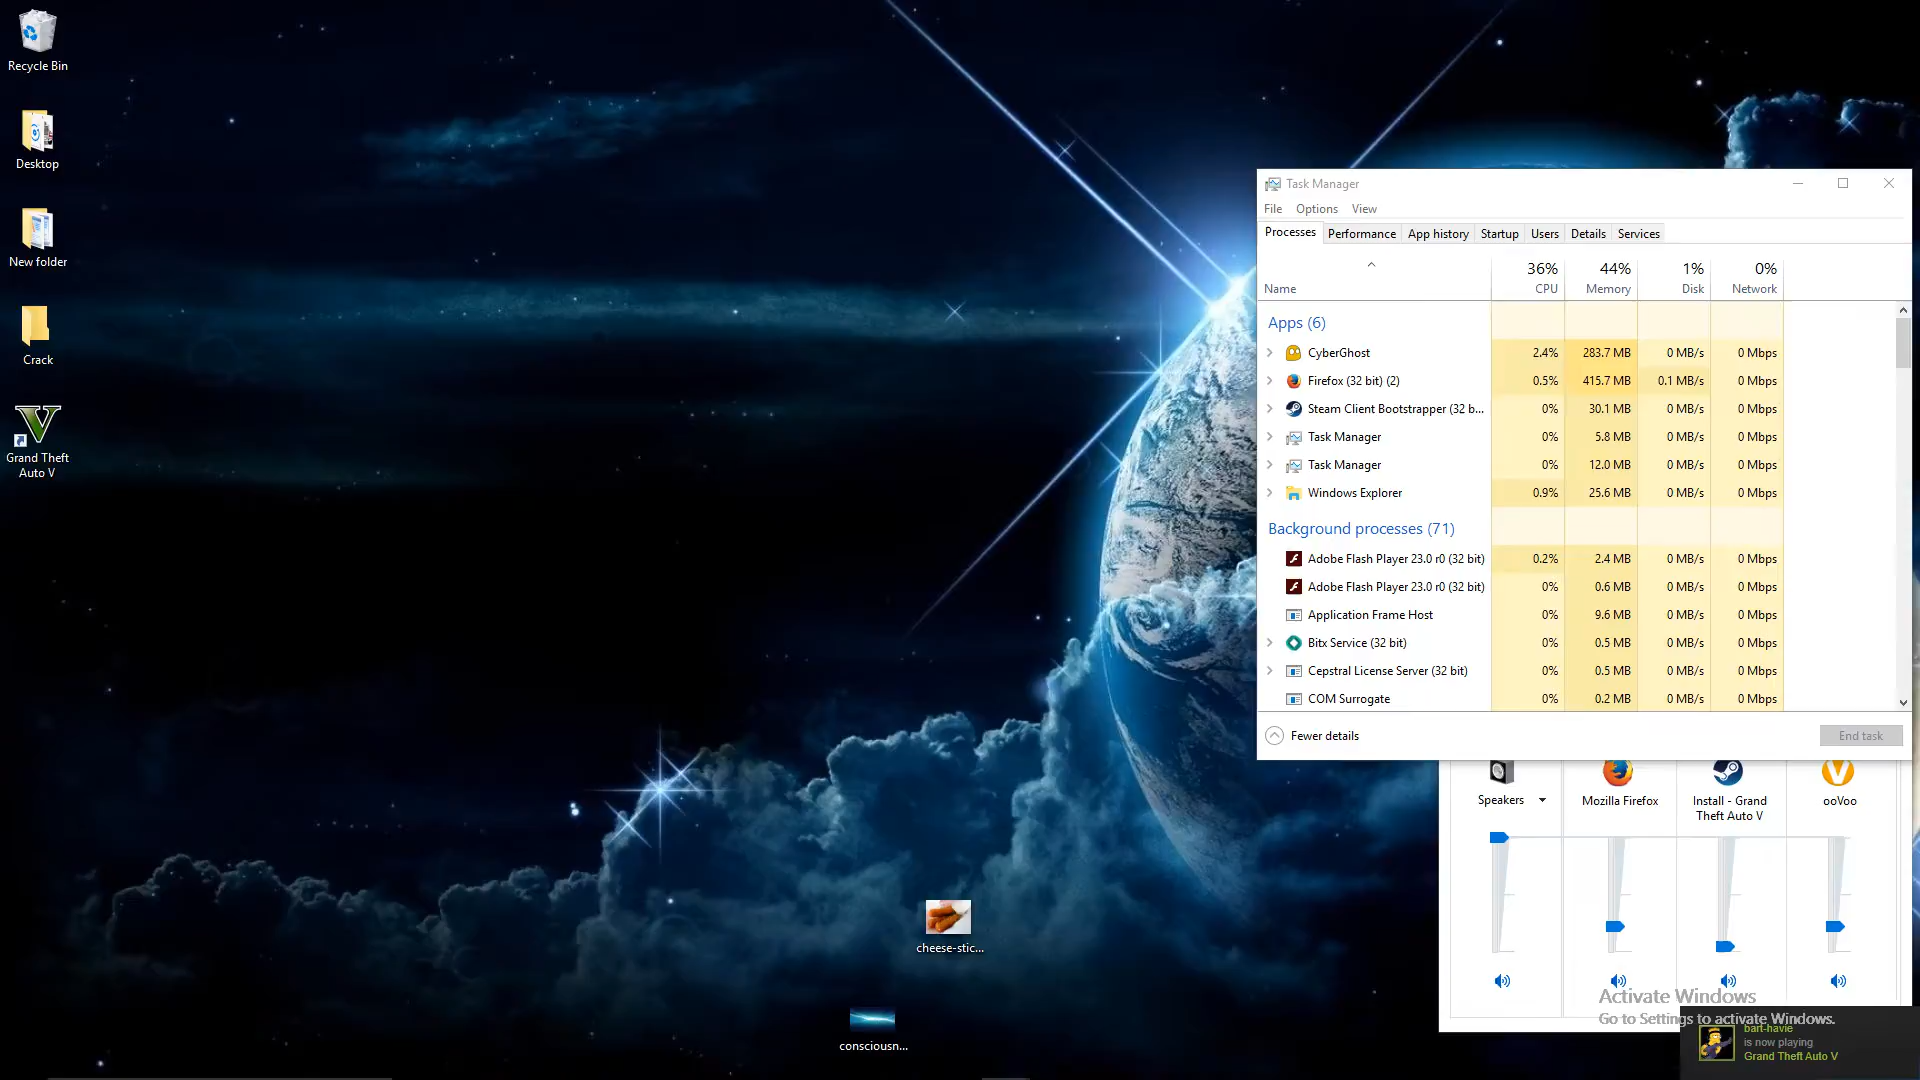 Recycle Bin
Desktop
New folder
Crack
Grand Theft
Auto V
cheese-stic...
consciousn...
Task Manager
File Options View
Processes Performance App history Startup Users Details Services
36% 44% 1% 0%
Name CPU Memory Disk Network
Apps (6)
CyberGhost 2.4% 283.7 MB 0 MB/s 0 Mbps
Firefox (32 bit) (2) 0.5% 415.7 MB 0.1 MB/s 0 Mbps
Steam Client Bootstrapper (32 b... 0% 30.1 MB 0 MB/s 0 Mbps
Task Manager 0% 5.8 MB 0 MB/s 0 Mbps
Task Manager 0% 12.0 MB 0 MB/s 0 Mbps
Windows Explorer 0.9% 25.6 MB 0 MB/s 0 Mbps
Background processes (71)
Adobe Flash Player 23.0 r0 (32 bit) 0.2% 2.4 MB 0 MB/s 0 Mbps
Adobe Flash Player 23.0 r0 (32 bit) 0% 0.6 MB 0 MB/s 0 Mbps
Application Frame Host 0% 9.6 MB 0 MB/s 0 Mbps
Bitx Service (32 bit) 0% 0.5 MB 0 MB/s 0 Mbps
Cepstral License Server (32 bit) 0% 0.5 MB 0 MB/s 0 Mbps
COM Surrogate 0% 0.2 MB 0 MB/s 0 Mbps
Fewer details End task
Speakers Mozilla Firefox Install - Grand ooVoo
Theft Auto V
Activate Windows
Go to Settings to activate Windows.
bart-havie
is now playing
Grand Theft Auto V